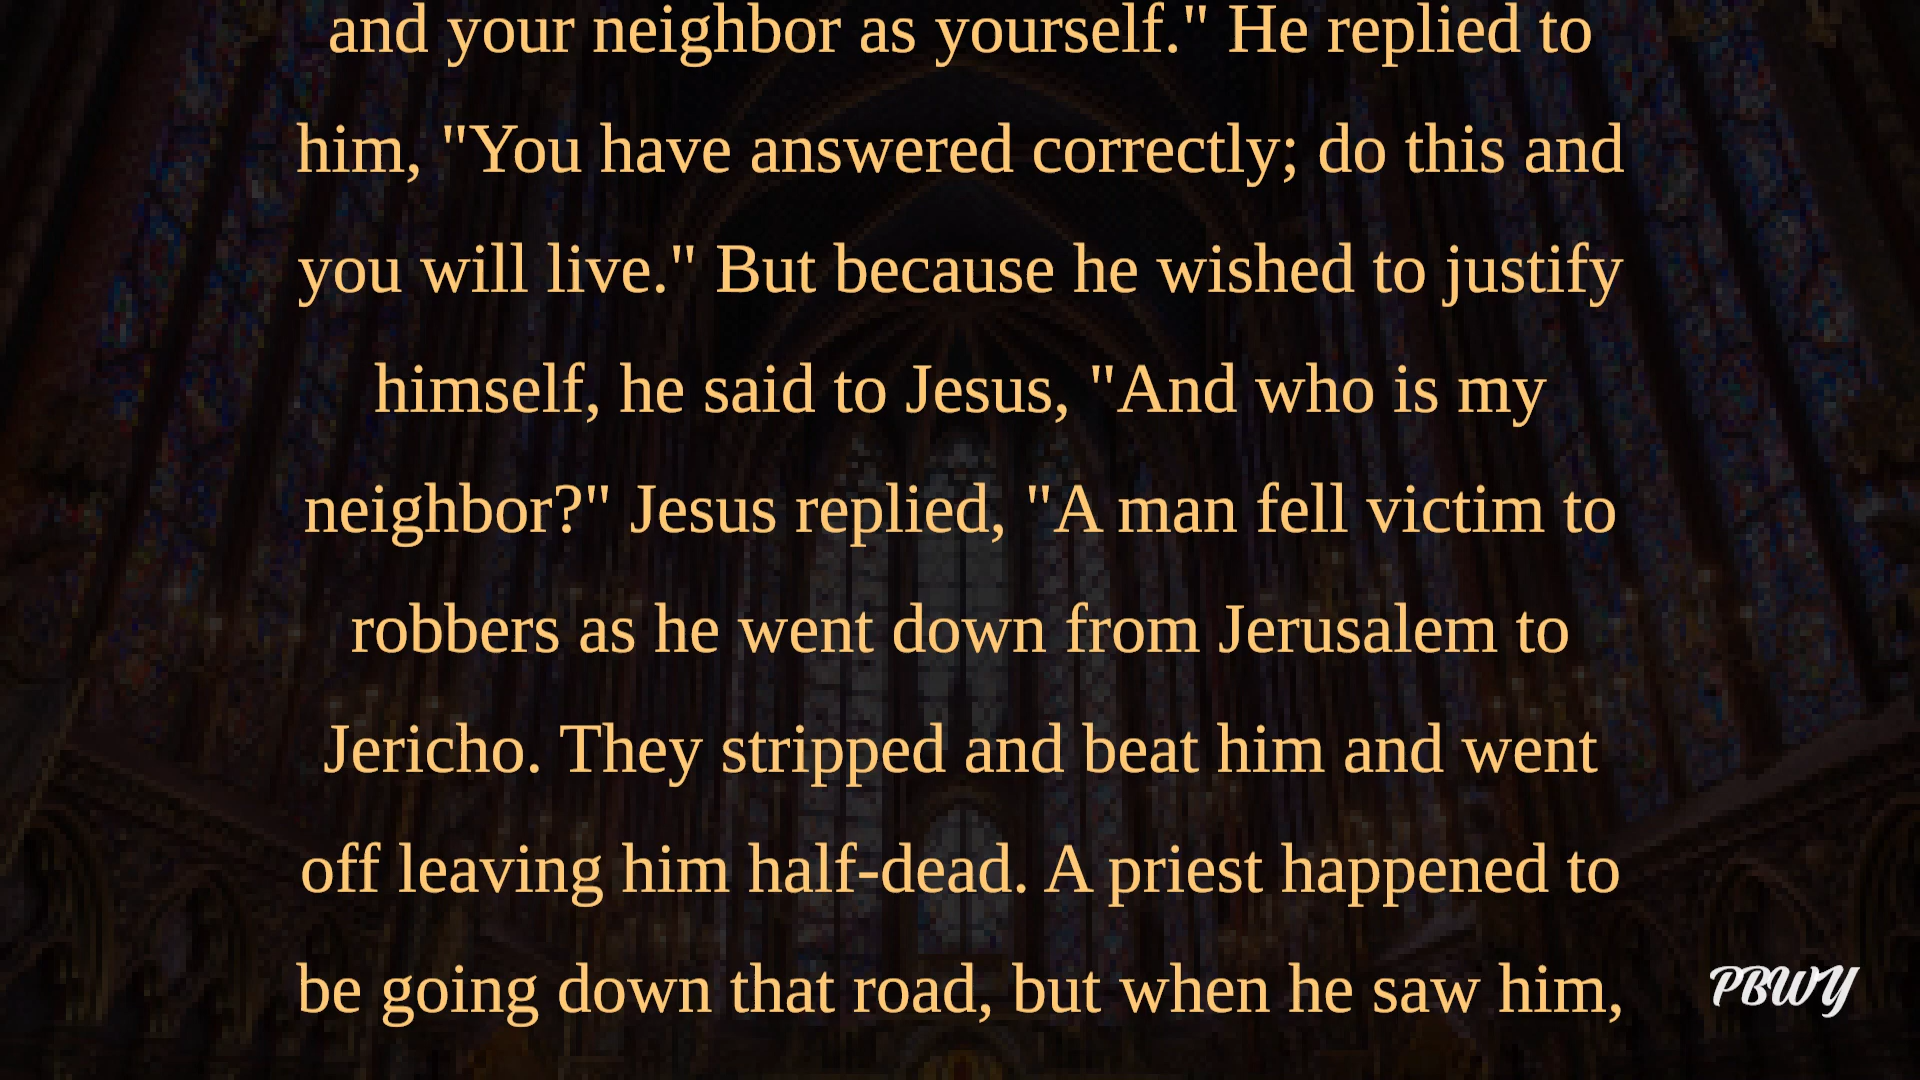 and your neighbor as yourself." He replied to
him, "You have answered correctly; do this and
you will live." But because he wished to justify
himself, he said to Jesus, "And who is my
neighbor?" Jesus replied, "A man fell victim to
robbers as he went down from Jerusalem to
Jericho. They stripped and beat him and went
off leaving him half-dead. A priest happened to
be going down that road, but when he saw him,
PBWY